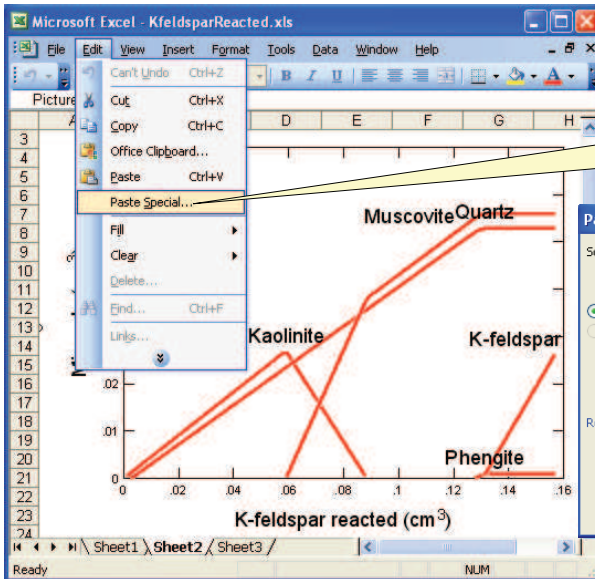 Microsoft Excel - KfeldsparReacted.xls
File Edit View Insert Format Tools Data Window Help
B I U A
Picture
Can't Undo Ctrl+Z
Cut Ctrl+X
Copy Ctrl+C
Office Clipboard...
Paste Ctrl+V
Paste Special...
Fill
Clear
Delete...
Find... Ctrl+F
Links...
A D E F G H
3
4
5
6
7
8
9
10
11
12
13
14
15
16
17
18
19
20
21
22
23
24
Muscovite Quartz
Kaolinite
K-feldspar
Phengite
.02
.01
0
0 .02 .04 .06 .08 .1 .12 .14 .16
K-feldspar reacted (cm3)
Sheet1 Sheet2 Sheet3
Ready NUM